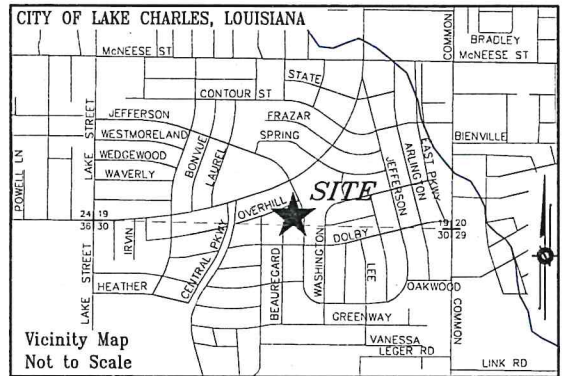 CITY OF LAKE CHARLES, LOUISIANA
McNEESE ST
COMMON
BRADLEY
McNEESE ST
STATE
CONTOUR ST
STREET
JEFFERSON
FRAZAR
WESTMORELAND
SPRING
BIENVILLE
BONVUE
LAUREL
WEDGEWOOD
WAVERLY
LAKE
POWELL LN
EAST PKWY
ARLINGTON
JEFFERSON
SITE
OVERHILL
24 19
36 30
19 20
30 29
IRVIN
CENTRAL PKWY
DOLBY
WASHINGTON
BEAUREGARD
LEE
STREET
HEATHER
OAKWOOD
LAKE
GREENWAY
COMMON
VANESSA
LEGER RD
LINK RD
Vicinity Map
Not to Scale